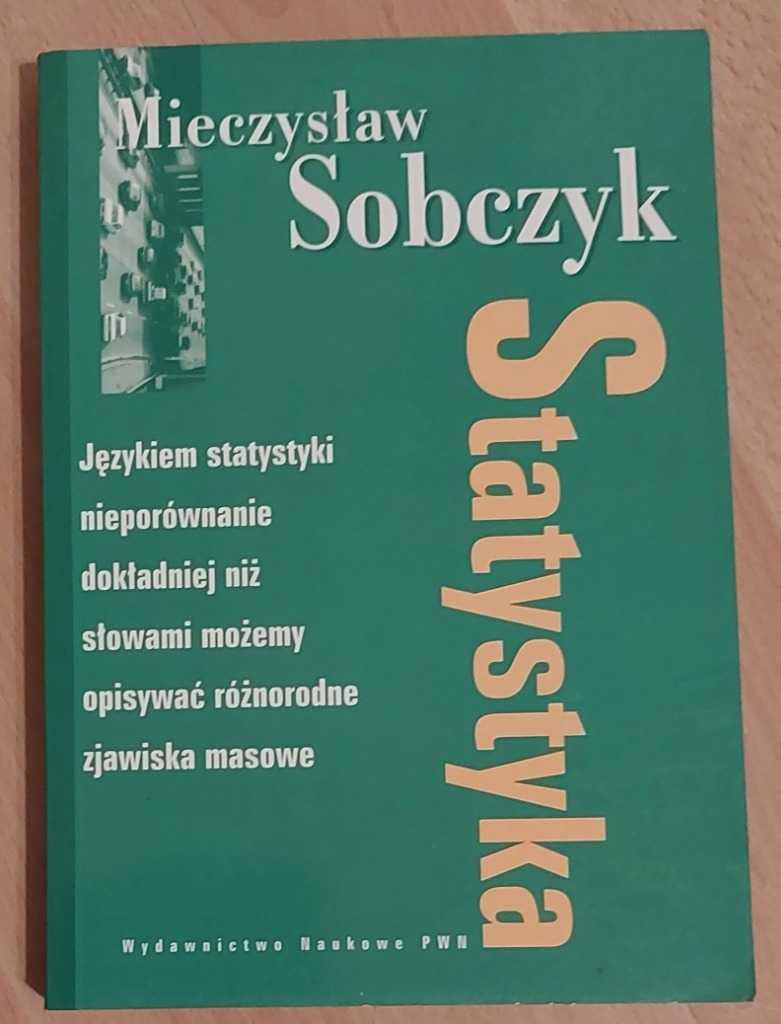 Mieczysław
Sobczyk
Statystyka
Językiem statystyki
nieporównanie
dokładniej niż
słowami możemy
opisywać różnorodne
zjawiska masowe
Wydawnictwo Naukowe PWN